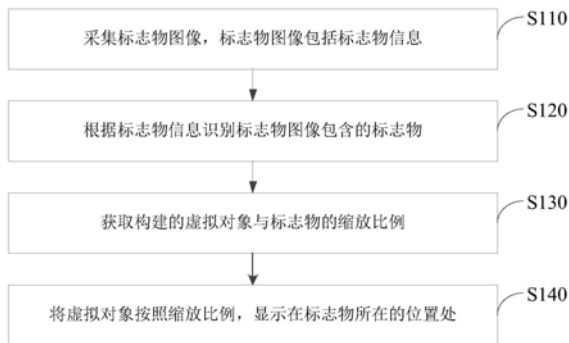 S110
采集标志物图像，标志物图像包括标志物信息
S120
根据标志物信息识别标志物图像包含的标志物
S130
获取构建的虚拟对象与标志物的缩放比例
S140
将虚拟对象按照缩放比例，显示在标志物所在的位置处